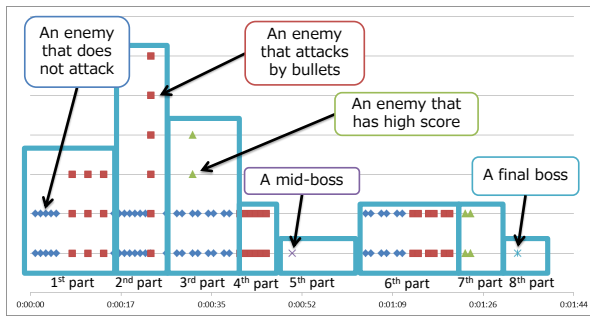 An enemy
that does
not attack
An enemy
that attacks
by bullets
An enemy that
has high score
A mid-boss
A final boss
1st part
2nd part
3rd part
4th part
5th part
6th part
7th part
8th part
0:00:00
0:00:17
0:00:35
0:00:52
0:01:09
0:01:26
0:01:44